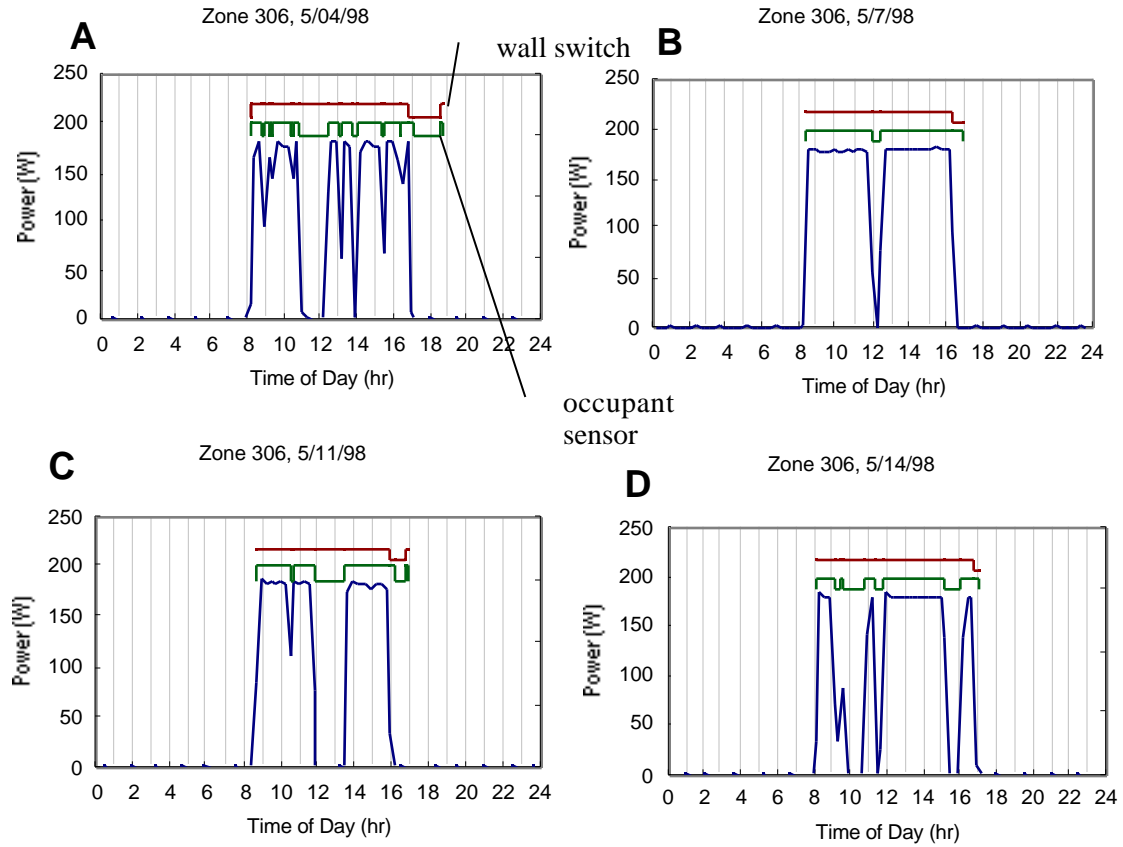 Zone 306, 5/04/98
A
wall switch
250
200
150
100
50
0
Power (W)
0 2 4 6 8 10 12 14 16 18 20 22 24
Time of Day (hr)
Zone 306, 5/7/98
B
250
200
150
100
50
0
Power (W)
0 2 4 6 8 10 12 14 16 18 20 22 24
Time of Day (hr)
occupant
sensor
Zone 306, 5/11/98
C
250
200
150
100
50
0
Power (W)
0 2 4 6 8 10 12 14 16 18 20 22 24
Time of Day (hr)
Zone 306, 5/14/98
D
250
200
150
100
50
0
Power (W)
0 2 4 6 8 10 12 14 16 18 20 22 24
Time of Day (hr)